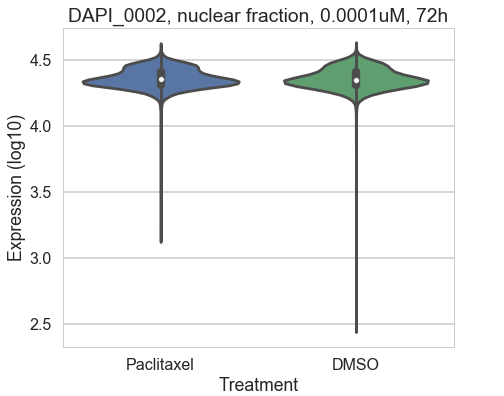 DAPI_0002, nuclear fraction, 0.0001uM, 72h
4.5
4.0
3.5
3.0
2.5
Expression (log10)
Paclitaxel DMSO
Treatment